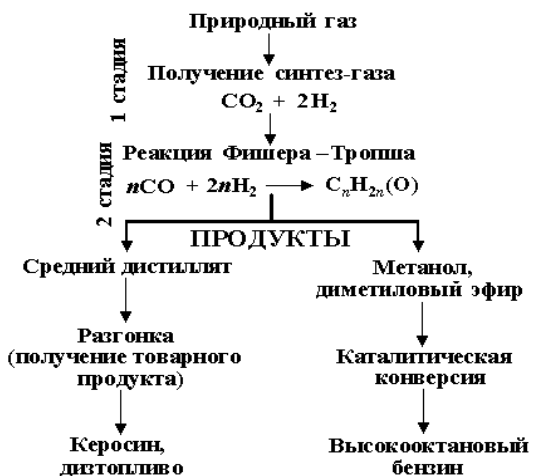 Природный газ
1 стадия
Получение синтез-газа
CO₂ + 2H₂
2 стадия
Реакция Фишера – Тропша
nCO + 2nH₂ → CₙH₂ₙ(O)
ПРОДУКТЫ
Средний дистиллят
Разгонка
(получение товарного
продукта)
Керосин,
дизтопливо
Метанол,
диметиловый эфир
Каталитическая
конверсия
Высокооктановый
бензин